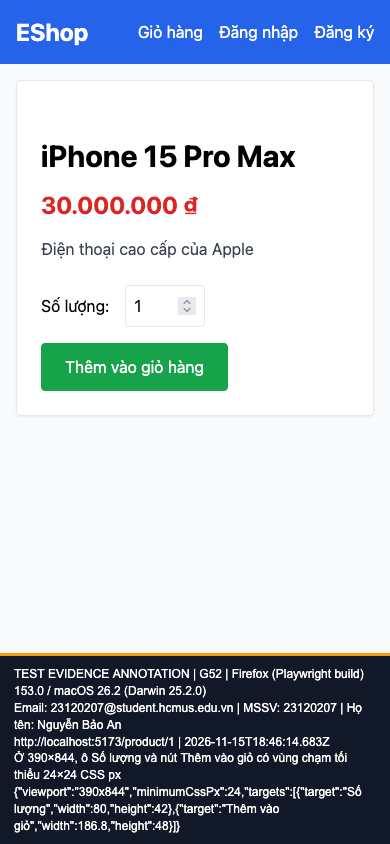 EShop Giỏ hàng Đăng nhập Đăng ký
iPhone 15 Pro Max
30.000.000 ₫
Điện thoại cao cấp của Apple
Số lượng: 1
Thêm vào giỏ hàng
TEST EVIDENCE ANNOTATION | G52 | Firefox (Playwright build)
153.0 / macOS 26.2 (Darwin 25.2.0)
Email: 23120207@student.hcmus.edu.vn | MSSV: 23120207 | Họ
tên: Nguyễn Bảo An
http://localhost:5173/product/1 | 2026-11-15T18:46:14.683Z
Ở 390×844, ô Số lượng và nút Thêm vào giỏ có vùng chạm tối
thiểu 24×24 CSS px
{"viewport":"390x844","minimumCssPx":24,"targets":[{"target":"Số
lượng","width":80,"height":42},{"target":"Thêm vào
giỏ","width":186.8,"height":48}]}